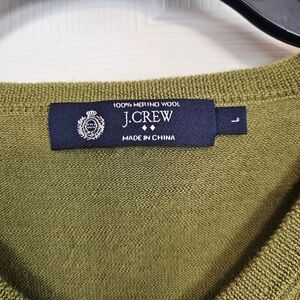 100% MERINO WOOL
J.CREW
MADE IN CHINA
L